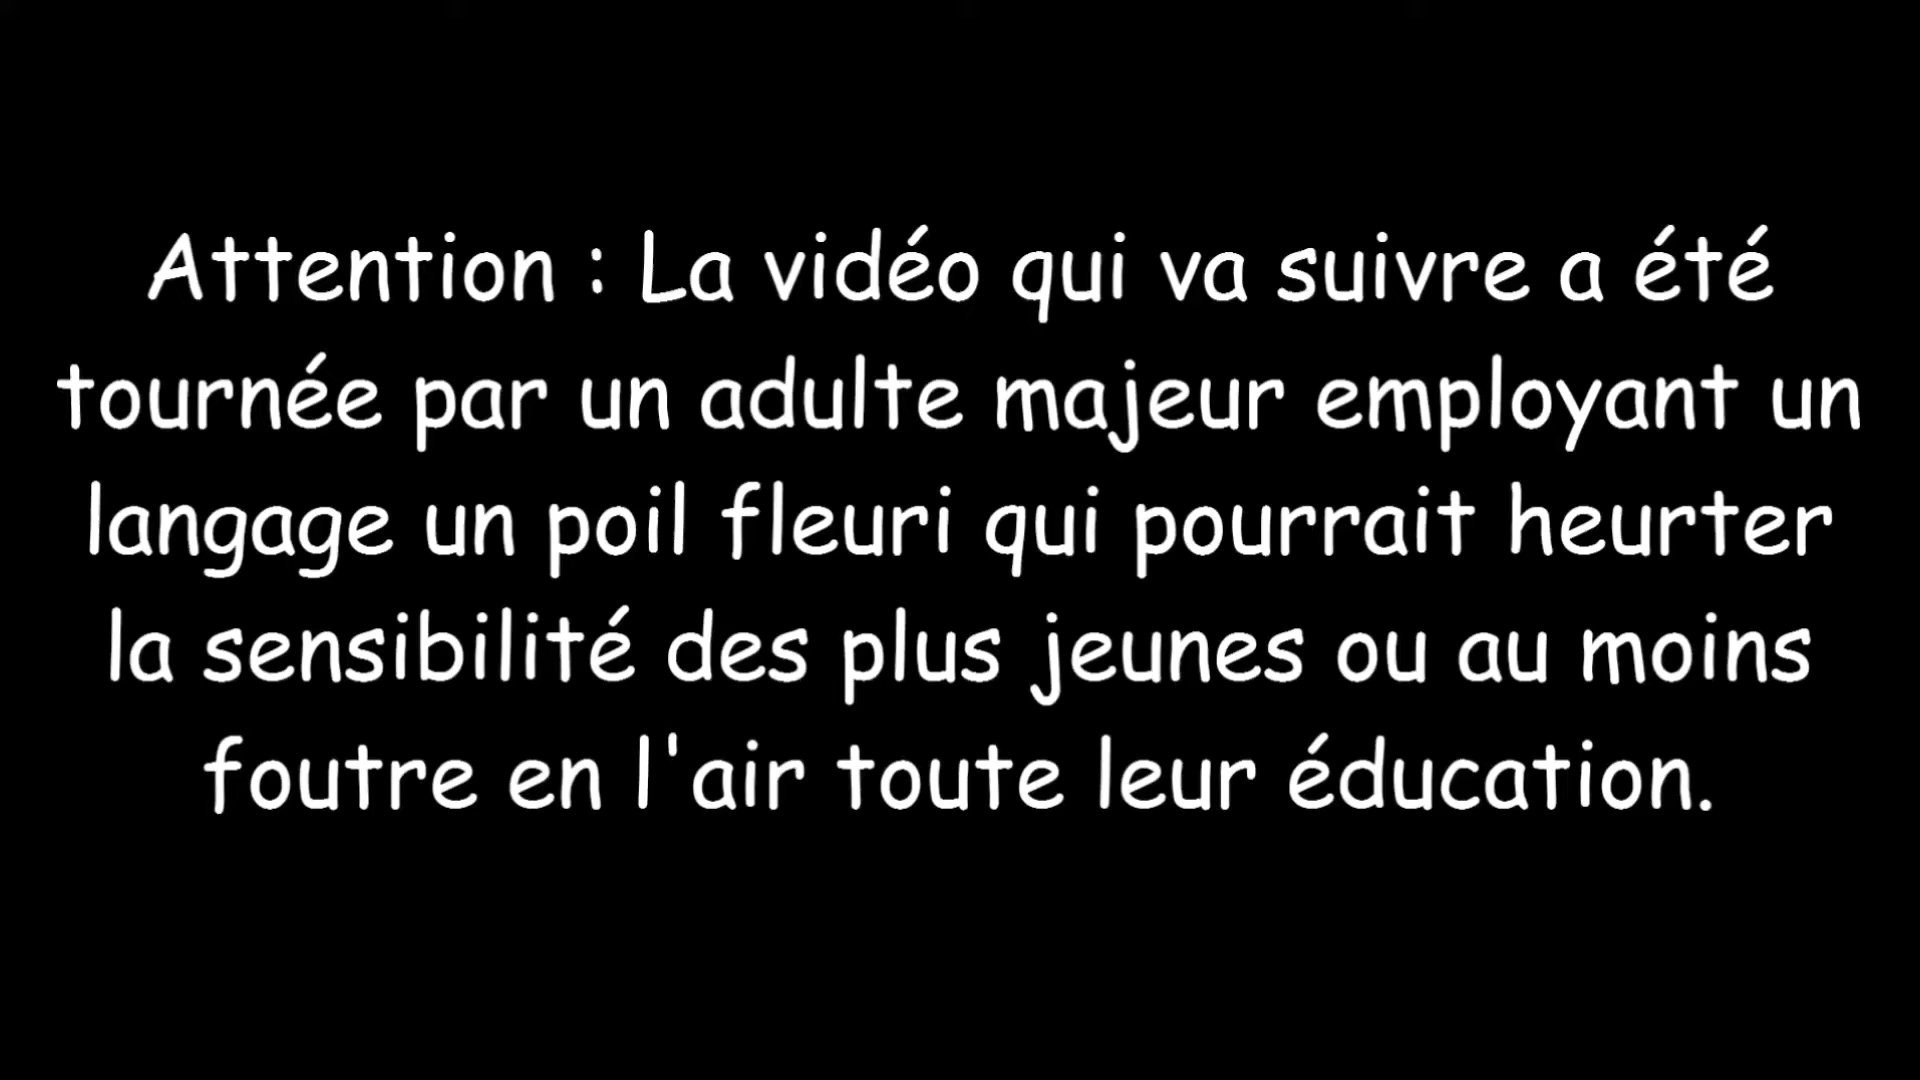 Attention : La vidéo qui va suivre a été
tournée par un adulte majeur employant un
langage un poil fleuri qui pourrait heurter
la sensibilité des plus jeunes ou au moins
foutre en l'air toute leur éducation.